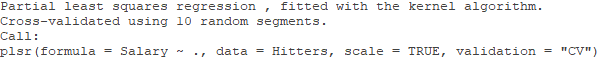 Partial least squares regression , fitted with the kernel algorithm.
Cross-validated using 10 random segments.
Call:
plsr(formula = Salary ~ ., data = Hitters, scale = TRUE, validation = "CV")